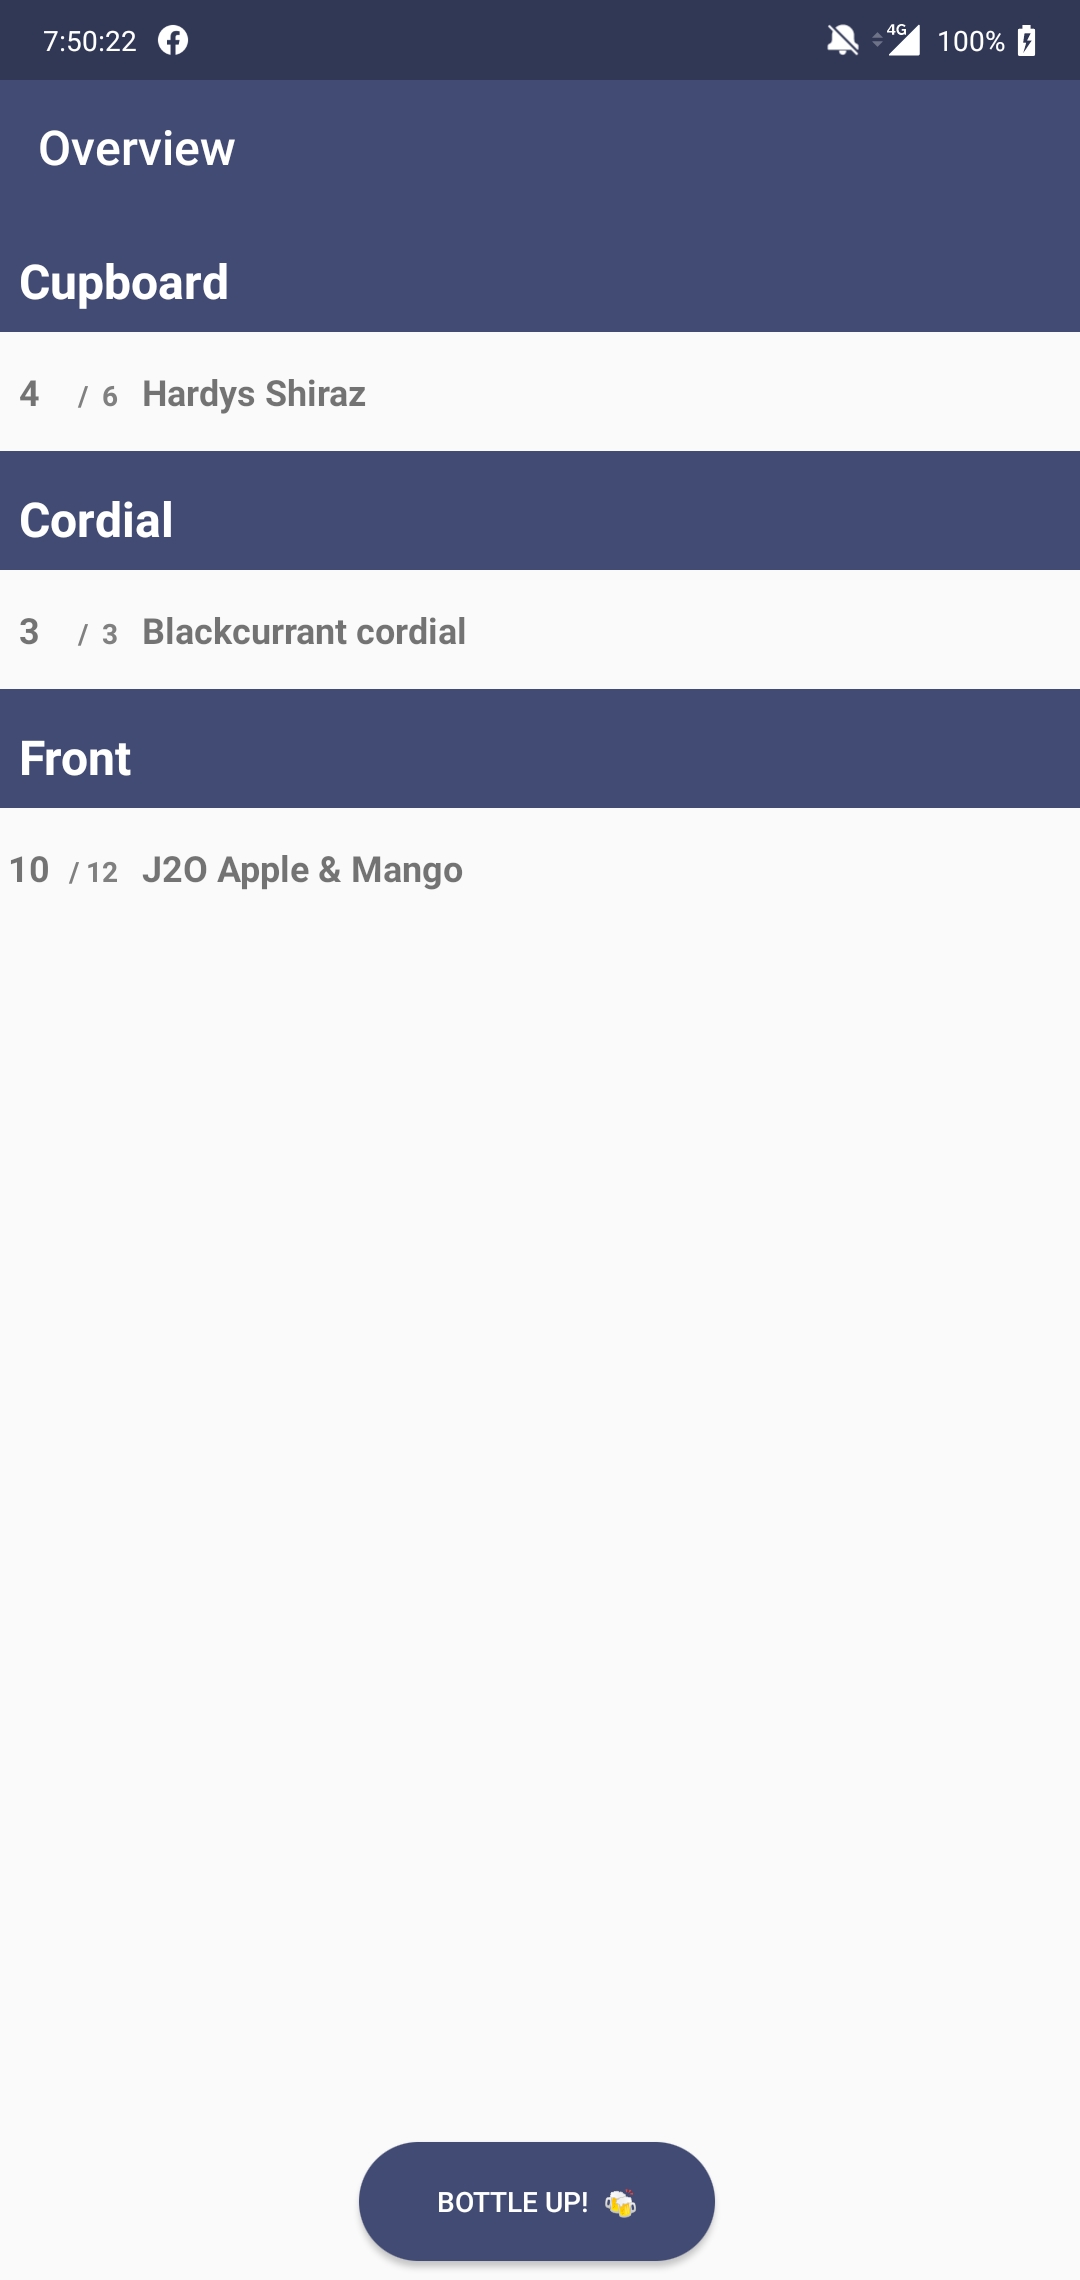 7:50:22 4G 100%
Overview
Cupboard
4 / 6 Hardys Shiraz
Cordial
3 / 3 Blackcurrant cordial
Front
10 / 12 J2O Apple & Mango
BOTTLE UP! 🍻